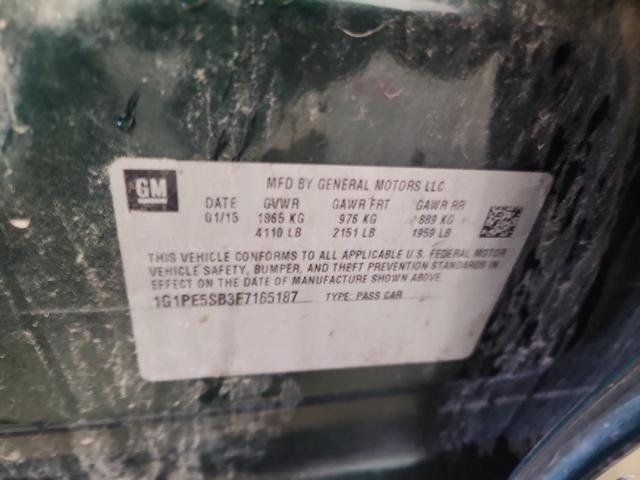 GM
MFD BY GENERAL MOTORS LLC
DATE GVWR GAWR FRT GAWR RR
01/15 1865 KG 976 KG 889 KG
4110 LB 2151 LB 1959 LB
THIS VEHICLE CONFORMS TO ALL APPLICABLE U.S. FEDERAL MOTOR
VEHICLE SAFETY, BUMPER, AND THEFT PREVENTION STANDARDS IN
EFFECT ON THE DATE OF MANUFACTURE SHOWN ABOVE.
1G1PE5SB3F7165187 TYPE: PASS CAR